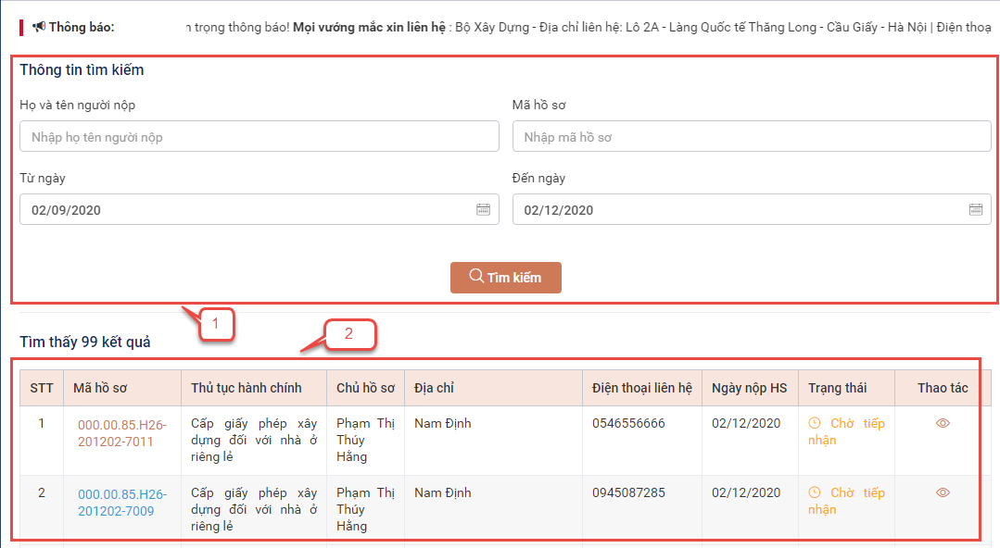 Thông báo: trọng thông báo! Mọi vướng mắc xin liên hệ : Bộ Xây Dựng - Địa chỉ liên hệ: Lô 2A - Làng Quốc tế Thăng Long - Cầu Giấy - Hà Nội | Điện thoạ
Thông tin tìm kiếm
Họ và tên người nộp Mã hồ sơ
Nhập họ tên người nộp Nhập mã hồ sơ
Từ ngày Đến ngày
02/09/2020 02/12/2020
Tìm kiếm
1
2
Tìm thấy 99 kết quả
STT Mã hồ sơ Thủ tục hành chính Chủ hồ sơ Địa chỉ Điện thoại liên hệ Ngày nộp HS Trạng thái Thao tác
1 000.00.85.H26- Cấp giấy phép xây Phạm Thị Nam Định 0546556666 02/12/2020 Chờ tiếp
201202-7011 dựng đối với nhà ở Thúy nhận
riêng lẻ Hằng
2 000.00.85.H26- Cấp giấy phép xây Phạm Thị Nam Định 0945087285 02/12/2020 Chờ tiếp
201202-7009 dựng đối với nhà ở Thúy nhận
riêng lẻ Hằng